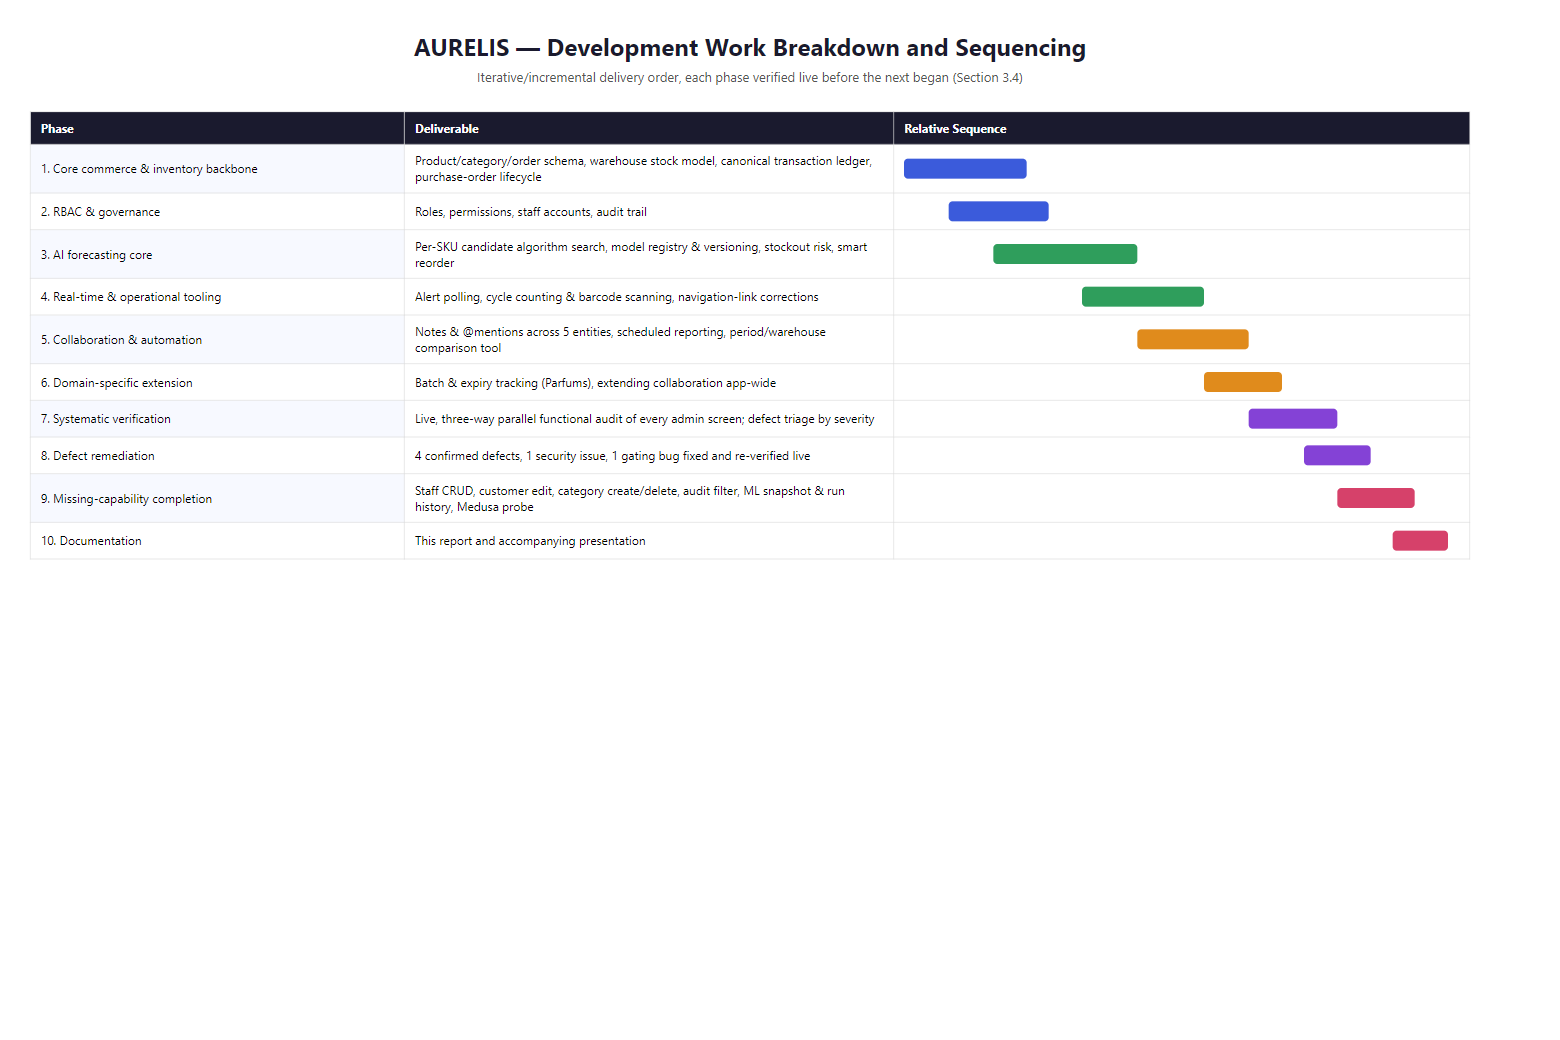 AURELIS — Development Work Breakdown and Sequencing
Iterative/incremental delivery order, each phase verified live before the next began (Section 3.4)
Phase
Deliverable
Relative Sequence
1. Core commerce & inventory backbone
Product/category/order schema, warehouse stock model, canonical transaction ledger,
purchase-order lifecycle
2. RBAC & governance
Roles, permissions, staff accounts, audit trail
3. AI forecasting core
Per-SKU candidate algorithm search, model registry & versioning, stockout risk, smart
reorder
4. Real-time & operational tooling
Alert polling, cycle counting & barcode scanning, navigation-link corrections
5. Collaboration & automation
Notes & @mentions across 5 entities, scheduled reporting, period/warehouse
comparison tool
6. Domain-specific extension
Batch & expiry tracking (Parfums), extending collaboration app-wide
7. Systematic verification
Live, three-way parallel functional audit of every admin screen; defect triage by severity
8. Defect remediation
4 confirmed defects, 1 security issue, 1 gating bug fixed and re-verified live
9. Missing-capability completion
Staff CRUD, customer edit, category create/delete, audit filter, ML snapshot & run
history, Medusa probe
10. Documentation
This report and accompanying presentation